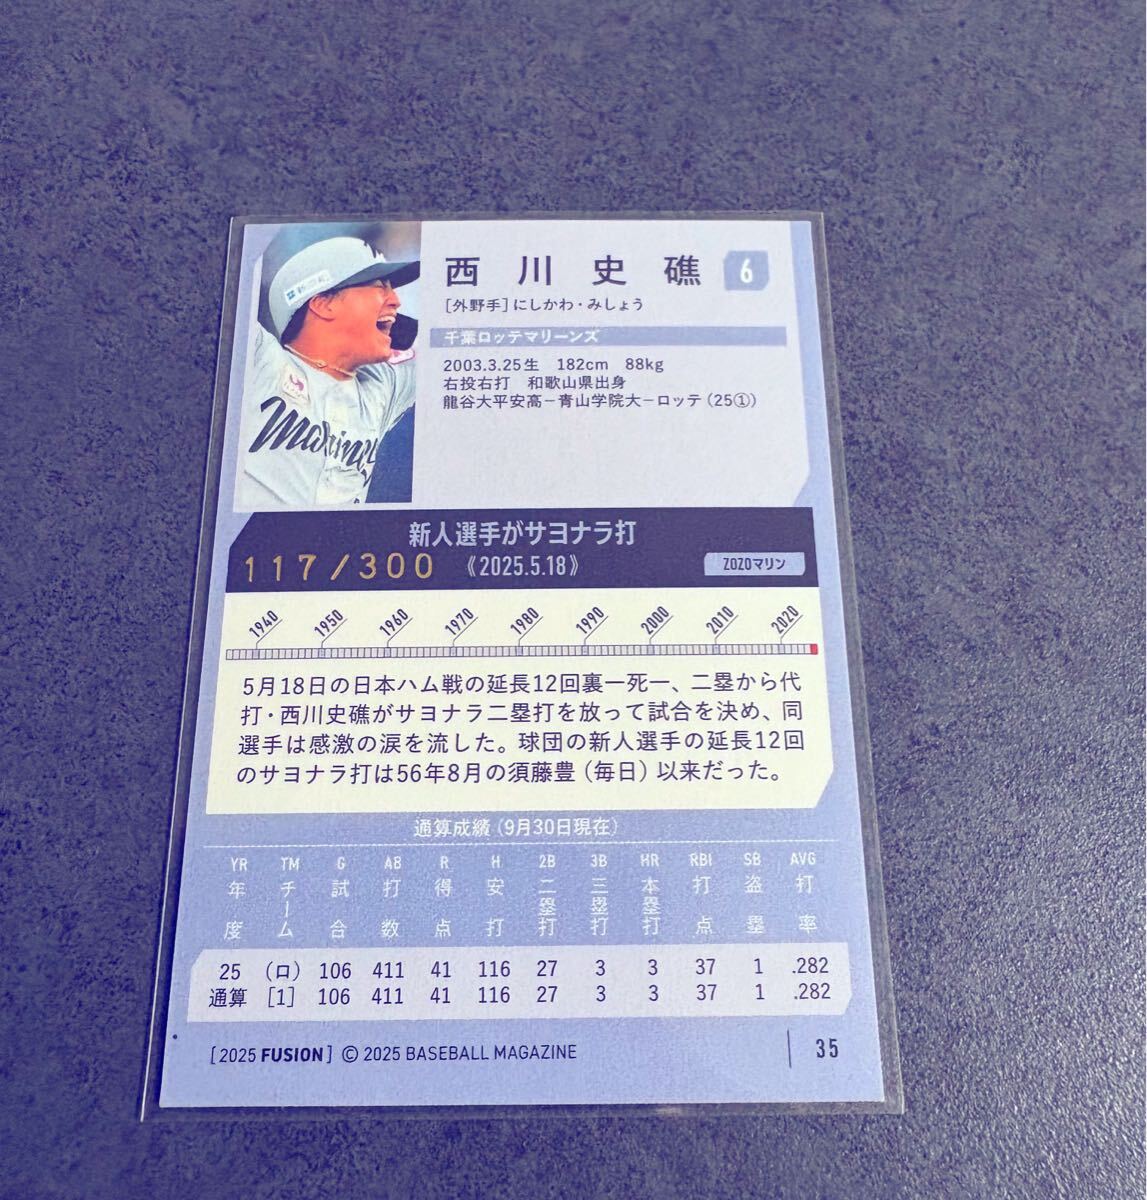 西川史礁 6
[外野手]にしかわ・みしょう
千葉ロッテマリーンズ
2003.3.25生 182cm 88kg
右投右打 和歌山県出身
龍谷大平安高－青山学院大－ロッテ(25①)
Marines
新人選手がサヨナラ打
117/300 《2025.5.18》 ZOZOマリン
1940 1950 1960 1970 1980 1990 2000 2010 2020
5月18日の日本ハム戦の延長12回裏一死一、二塁から代
打・西川史礁がサヨナラ二塁打を放って試合を決め、同
選手は感激の涙を流した。球団の新人選手の延長12回
のサヨナラ打は56年8月の須藤豊(毎日)以来だった。
通算成績(9月30日現在)
YR TM G AB R H 2B 3B HR RBI SB AVG
年度 チーム 試合 打数 得点 安打 二塁打 三塁打 本塁打 打点 盗塁 打率
25 (ロ) 106 411 41 116 27 3 3 37 1 .282
通算 [1] 106 411 41 116 27 3 3 37 1 .282
[2025 FUSION] © 2025 BASEBALL MAGAZINE 35